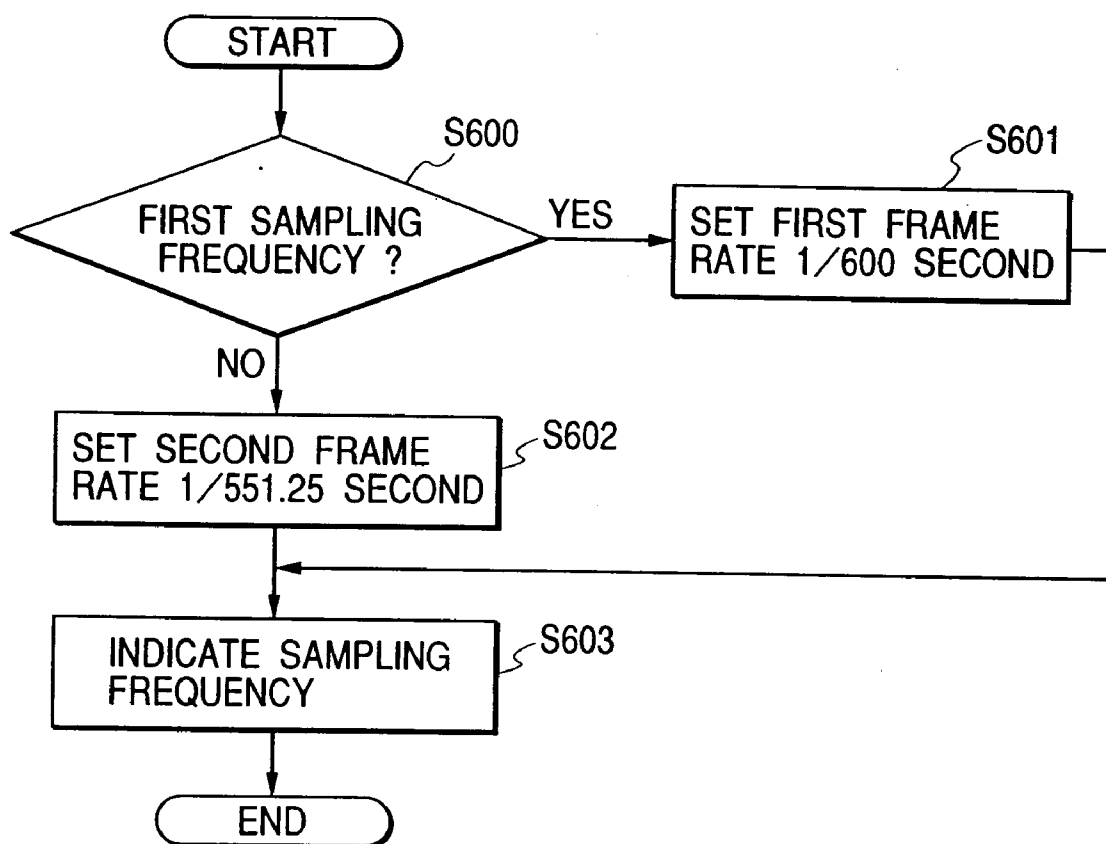 START
S600
FIRST SAMPLING
FREQUENCY ?
YES
S601
SET FIRST FRAME
RATE 1/600 SECOND
NO
S602
SET SECOND FRAME
RATE 1/551.25 SECOND
S603
INDICATE SAMPLING
FREQUENCY
END